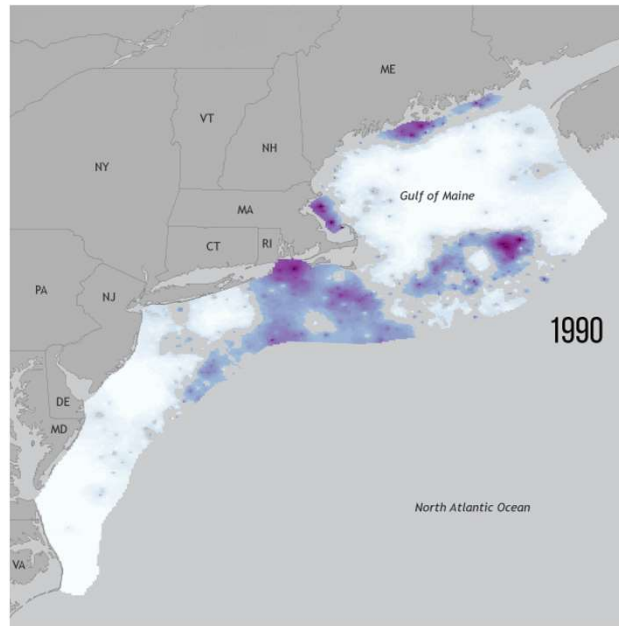 ME
VT
NH
NY
Gulf of Maine
MA
CT
RI
PA
NJ
1990
DE
MD
North Atlantic Ocean
VA